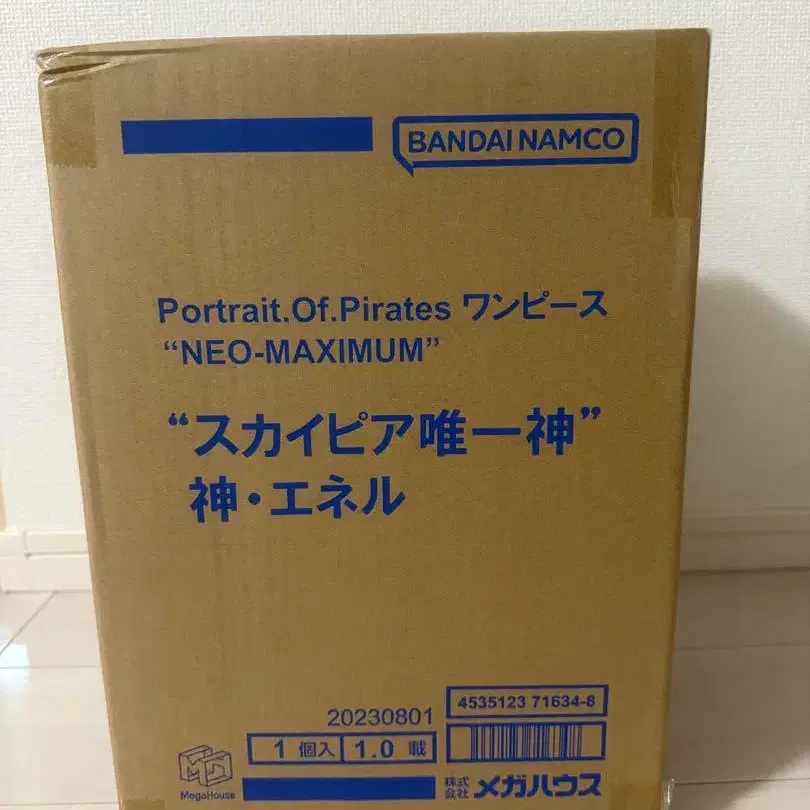 BANDAI NAMCO
Portrait.Of.Pirates ワンピース
“NEO-MAXIMUM”
“スカイピア唯一神”
神・エネル
4535123 71634-8
20230801
1 個入 1.0 載
MegaHouse
株式会社 メガハウス